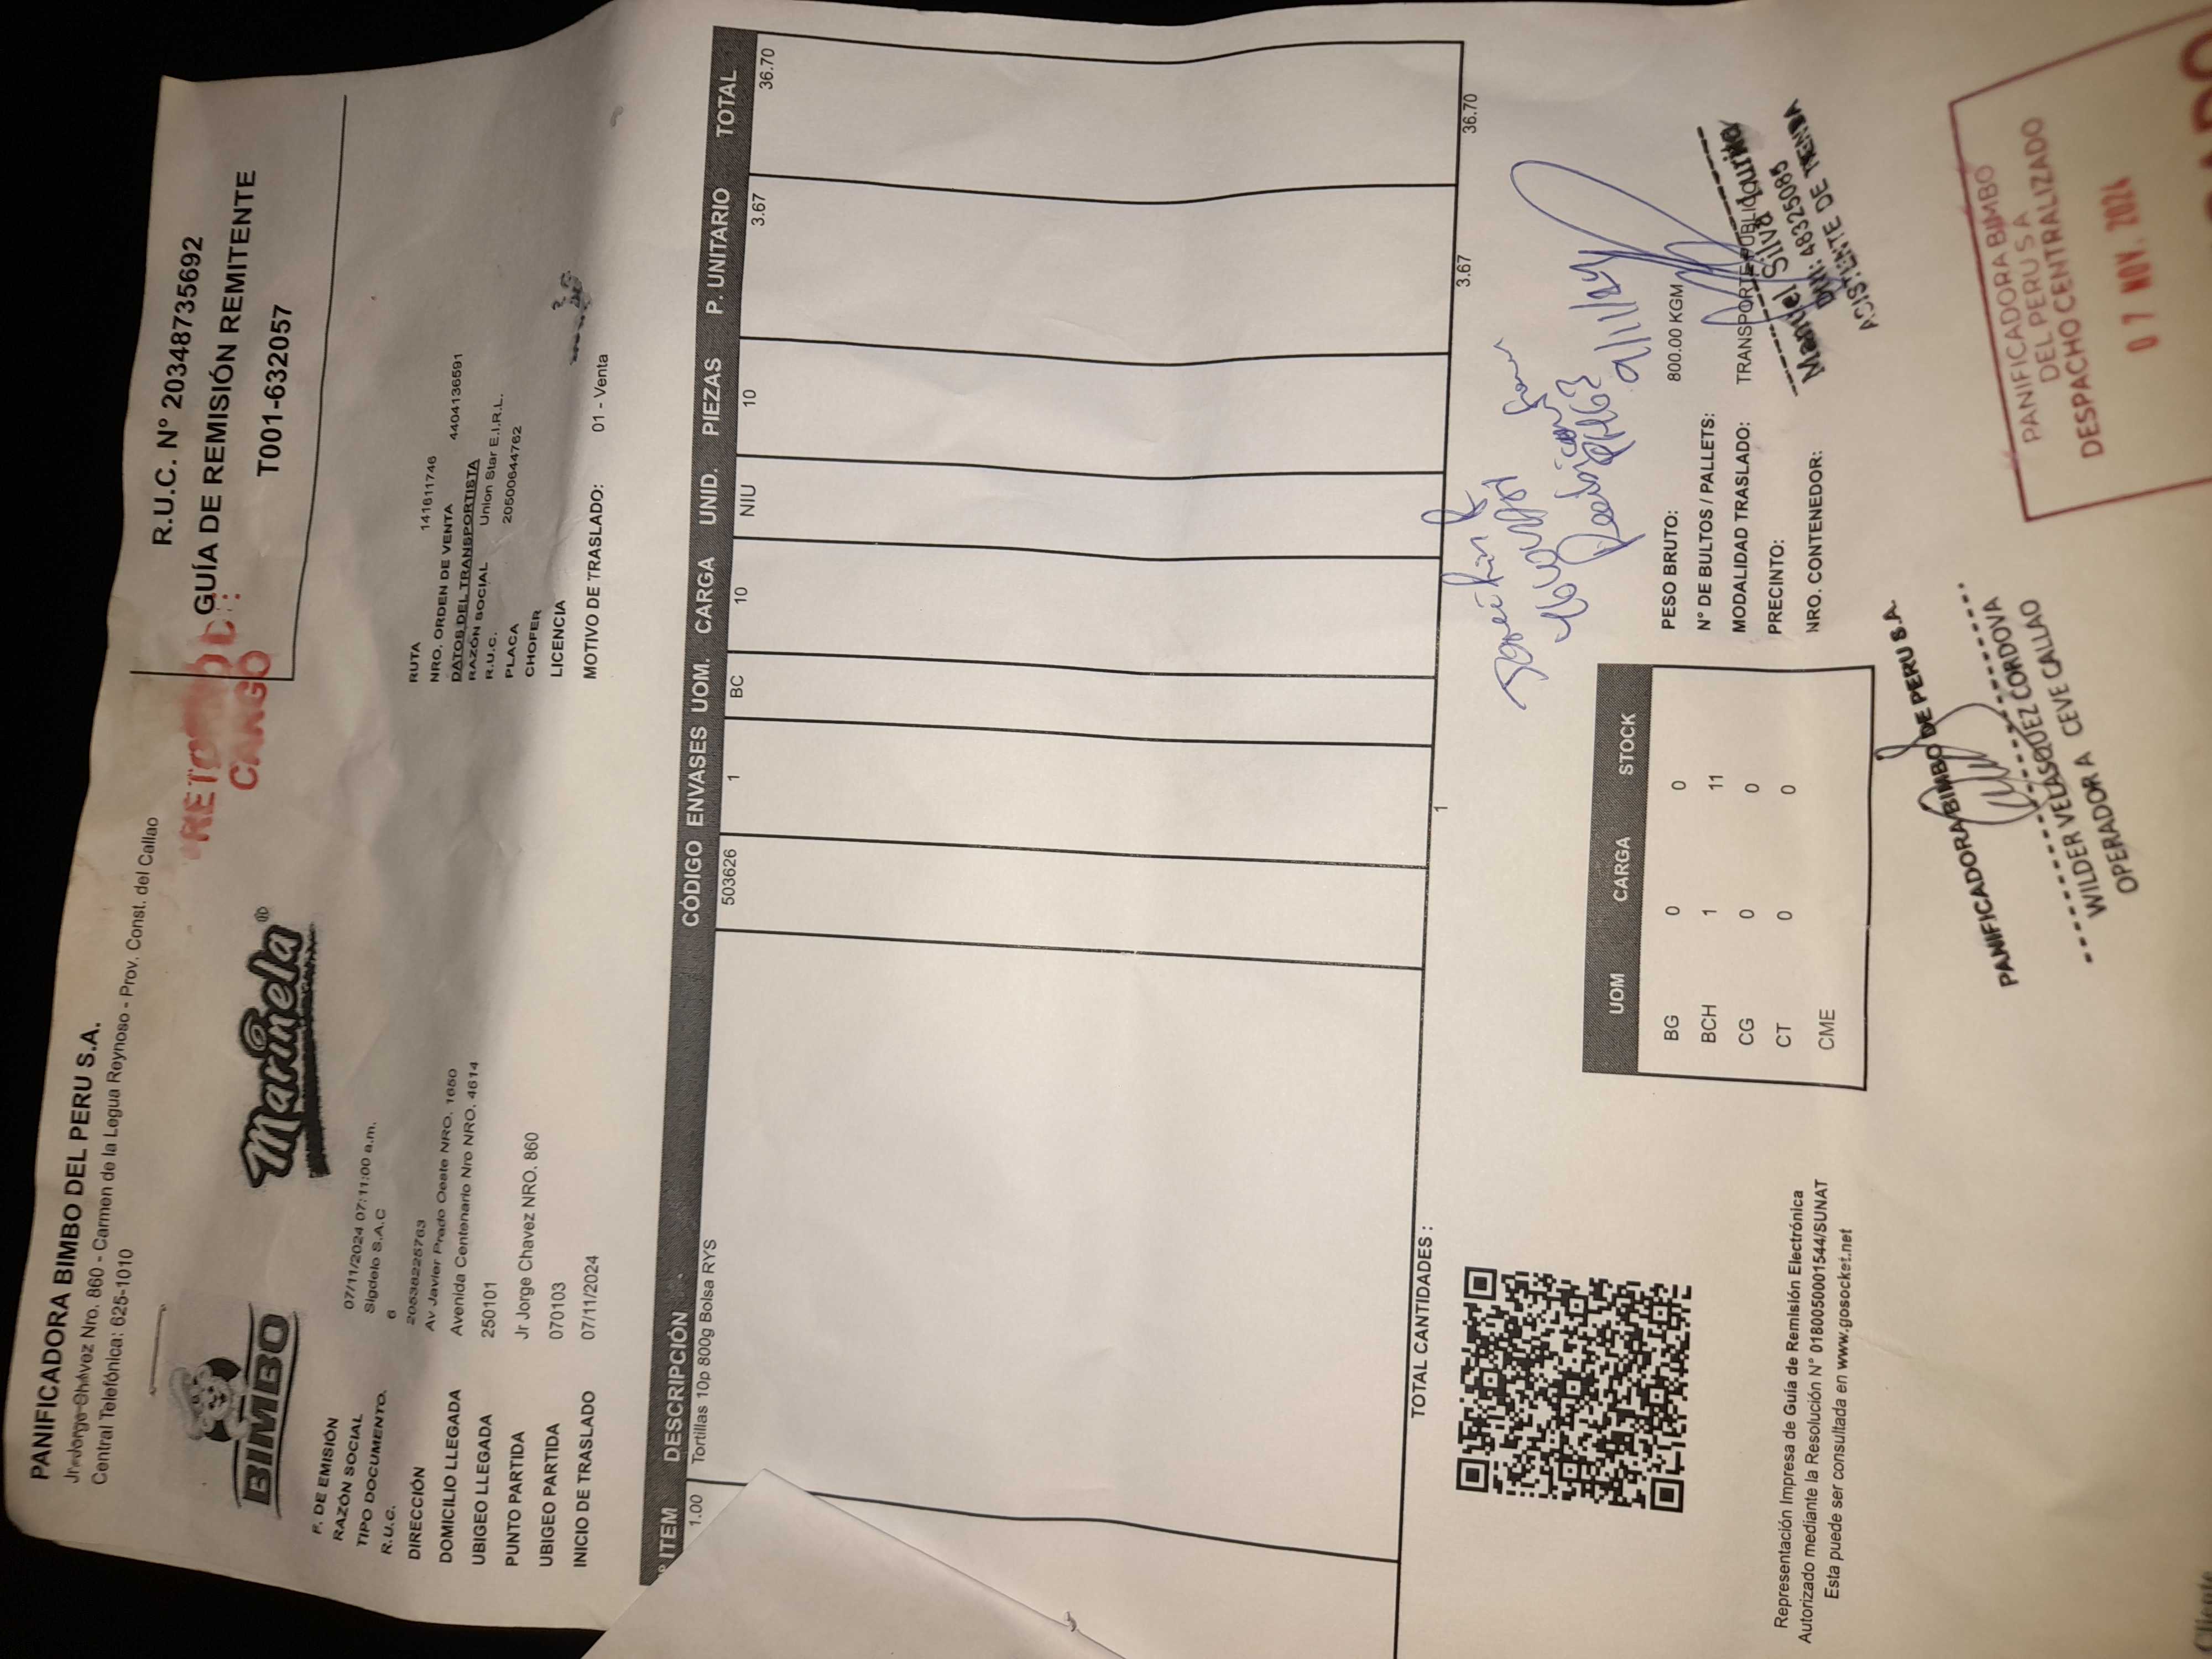 PANIFICADORA BIMBO DEL PERU S.A.
Jr Jorge Chávez Nro. 860 - Carmen de la Legua Reynoso - Prov. Const. del Callao
Central Telefónica: 625-1010
R.U.C. N° 20348735692
GUÍA DE REMISIÓN REMITENTE
T001-632057
CARGO
BIMBO
Marinela®
F. DE EMISIÓN 07/11/2024 07:11:00 a.m.
RAZÓN SOCIAL Sigdelo S.A.C
TIPO DOCUMENTO. 6
R.U.C. 20538225763
DIRECCIÓN Av Javier Prado Oeste NRO. 1650
DOMICILIO LLEGADA Avenida Centenario Nro NRO. 4614
UBIGEO LLEGADA 250101
PUNTO PARTIDA Jr Jorge Chavez NRO. 860
UBIGEO PARTIDA 070103
INICIO DE TRASLADO 07/11/2024
RUTA 141611746
NRO. ORDEN DE VENTA 4404136591
DATOS DEL TRANSPORTISTA
RAZÓN SOCIAL Union Star E.I.R.L.
R.U.C. 20500644762
PLACA
CHOFER
LICENCIA
MOTIVO DE TRASLADO: 01 - Venta
ITEM DESCRIPCIÓN CÓDIGO ENVASES UOM. CARGA UNID. PIEZAS P. UNITARIO TOTAL
1.00 Tortillas 10p 800g Bolsa RYS 503626 1 BC 10 NIU 10 3.67 36.70
TOTAL CANTIDADES : 1 3.67 36.70
UOM CARGA STOCK
BG 0 0
BCH 1 11
CG 0 0
CT 0 0
CME
PESO BRUTO: 800.00 KGM
N° DE BULTOS / PALLETS:
MODALIDAD TRASLADO: TRANSPORTE PUBLICO
PRECINTO:
NRO. CONTENEDOR:
9/11/24
Manuel Silva Iquirita
DNI: 48325085
ASISTENTE DE TIENDA
Representación Impresa de Guía de Remisión Electrónica
Autorizado mediante la Resolución N° 0180050001544/SUNAT
Esta puede ser consultada en www.gosocket.net
PANIFICADORA BIMBO DE PERU S.A.
WILDER VELASQUEZ CORDOVA
OPERADOR A CEVE CALLAO
PANIFICADORA BIMBO
DEL PERU S A
DESPACHO CENTRALIZADO
07 NOV. 2024
Cliente